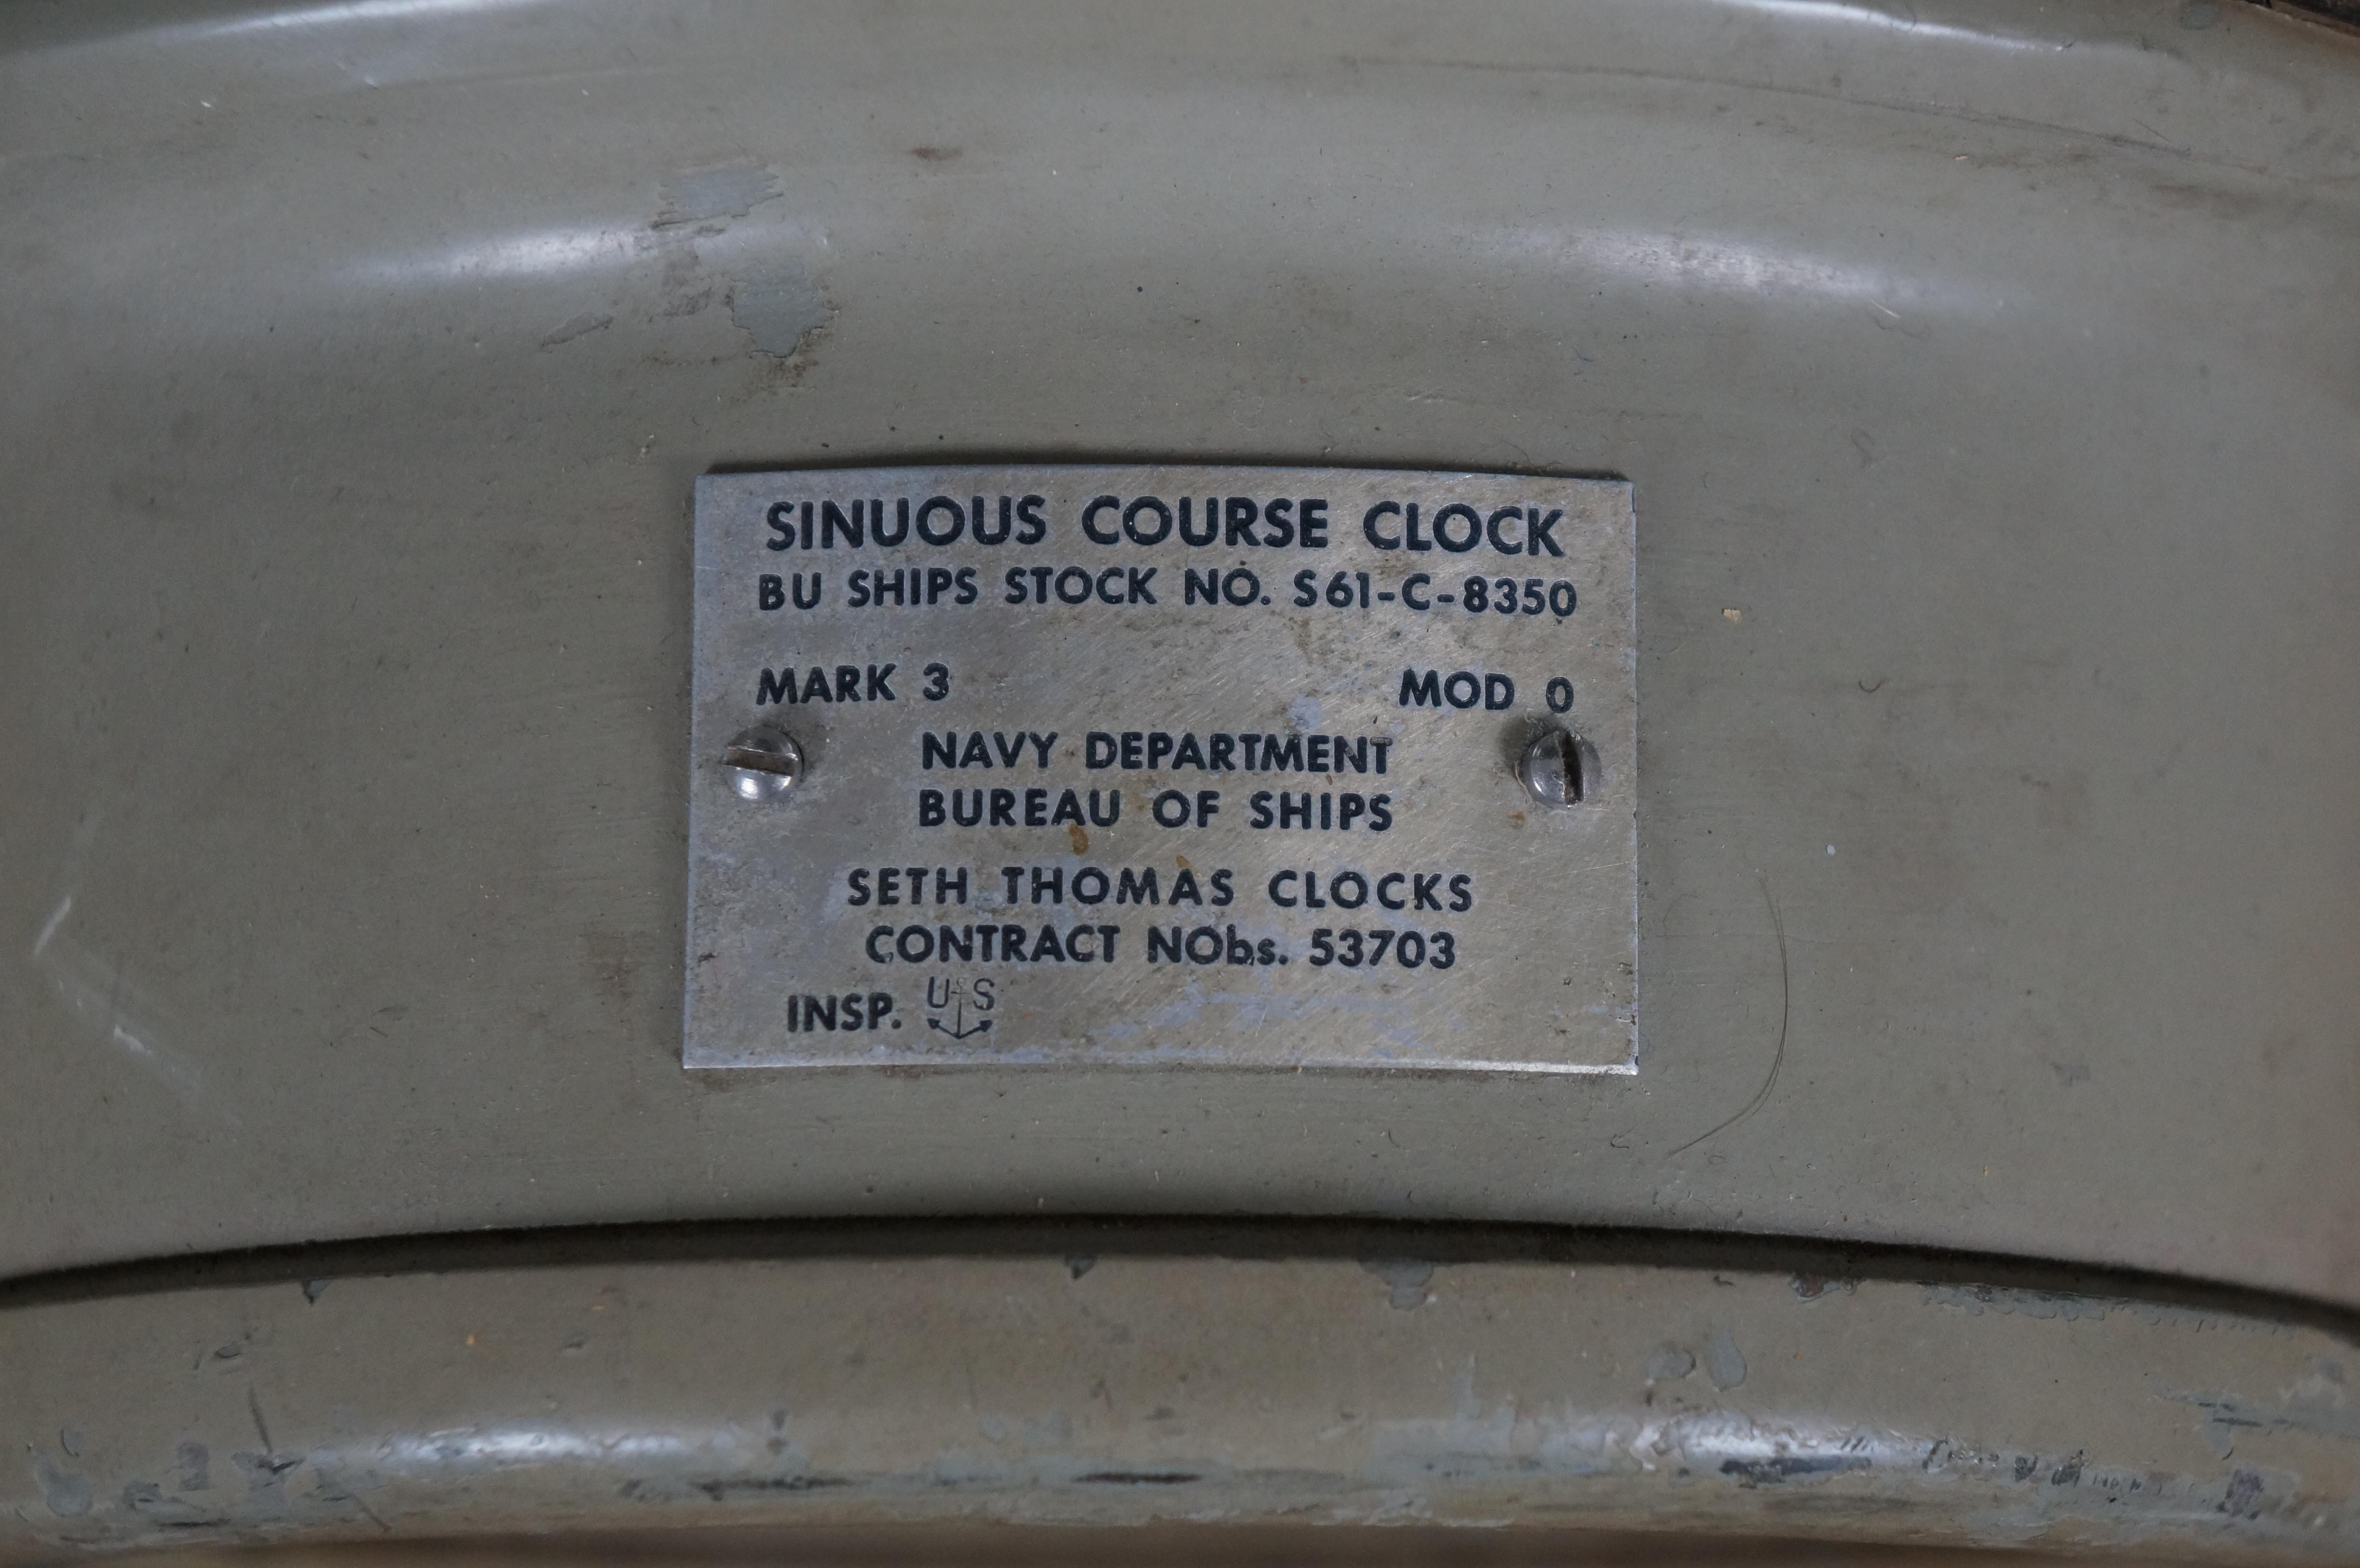 SINUOUS COURSE CLOCK
BU SHIPS STOCK NO. S61-C-8350
MARK 3 MOD 0
NAVY DEPARTMENT
BUREAU OF SHIPS
SETH THOMAS CLOCKS
CONTRACT NObs. 53703
INSP. U S